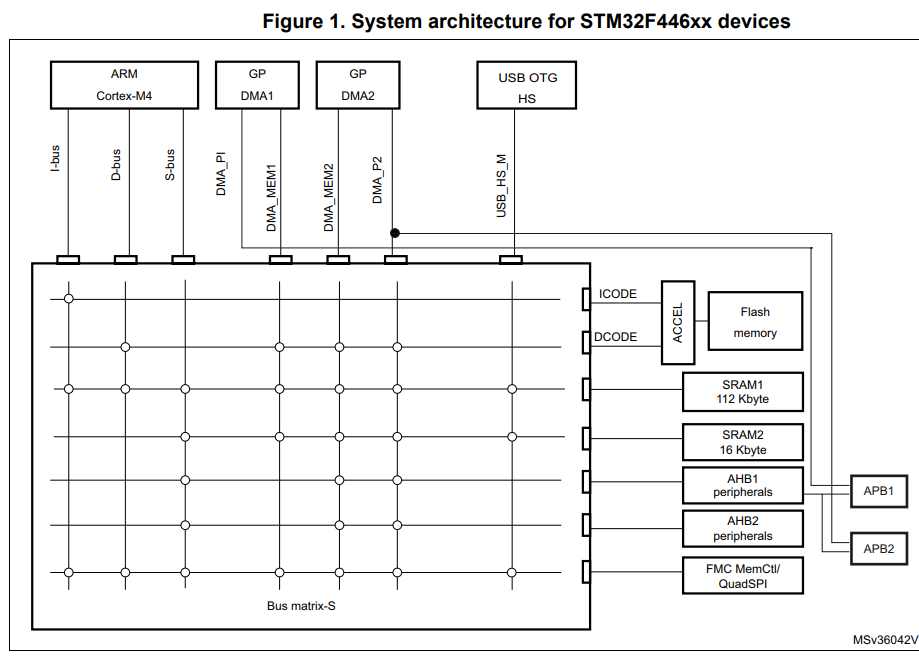 Figure 1. System architecture for STM32F446xx devices
ARM
Cortex-M4
GP
DMA1
GP
DMA2
USB OTG
HS
I-bus
D-bus
S-bus
DMA_PI
DMA_MEM1
DMA_MEM2
DMA_P2
USB_HS_M
ICODE
DCODE
ACCEL
Flash
memory
SRAM1
112 Kbyte
SRAM2
16 Kbyte
AHB1
peripherals
AHB2
peripherals
FMC MemCtl/
QuadSPI
APB1
APB2
Bus matrix-S
MSv36042V